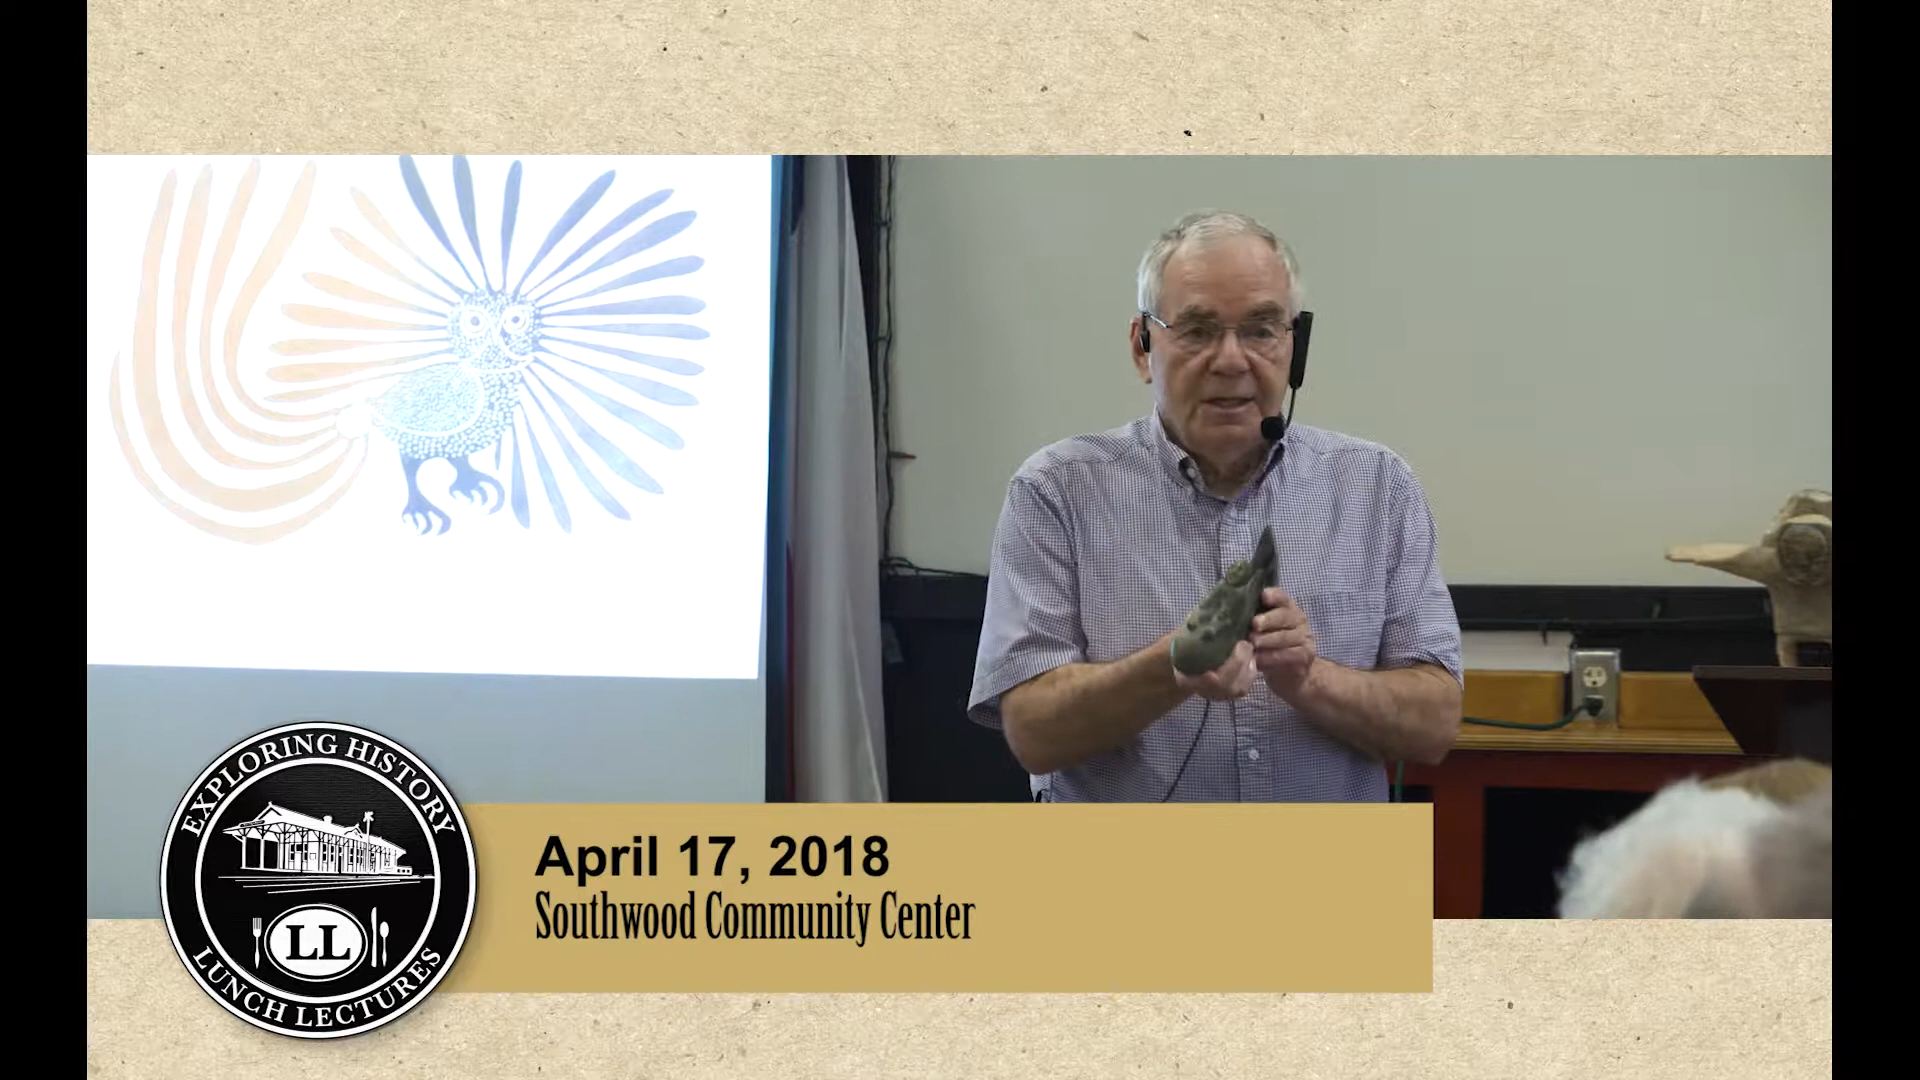 EXPLORING HISTORY
LL
LUNCH LECTURES
April 17, 2018
Southwood Community Center